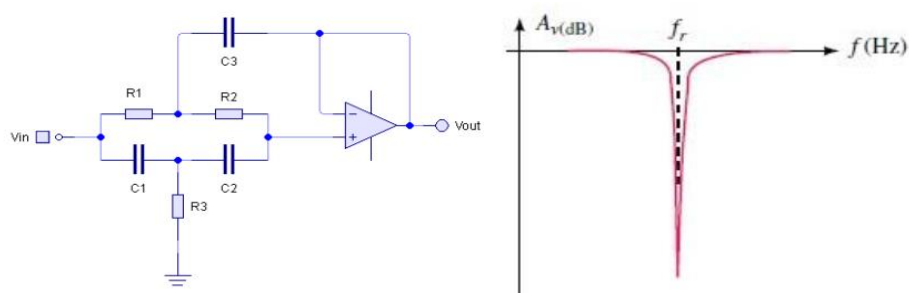 C3
R1
R2
Vin
Vout
C1
C2
R3
−
+
A_v(dB)
f_r
f (Hz)